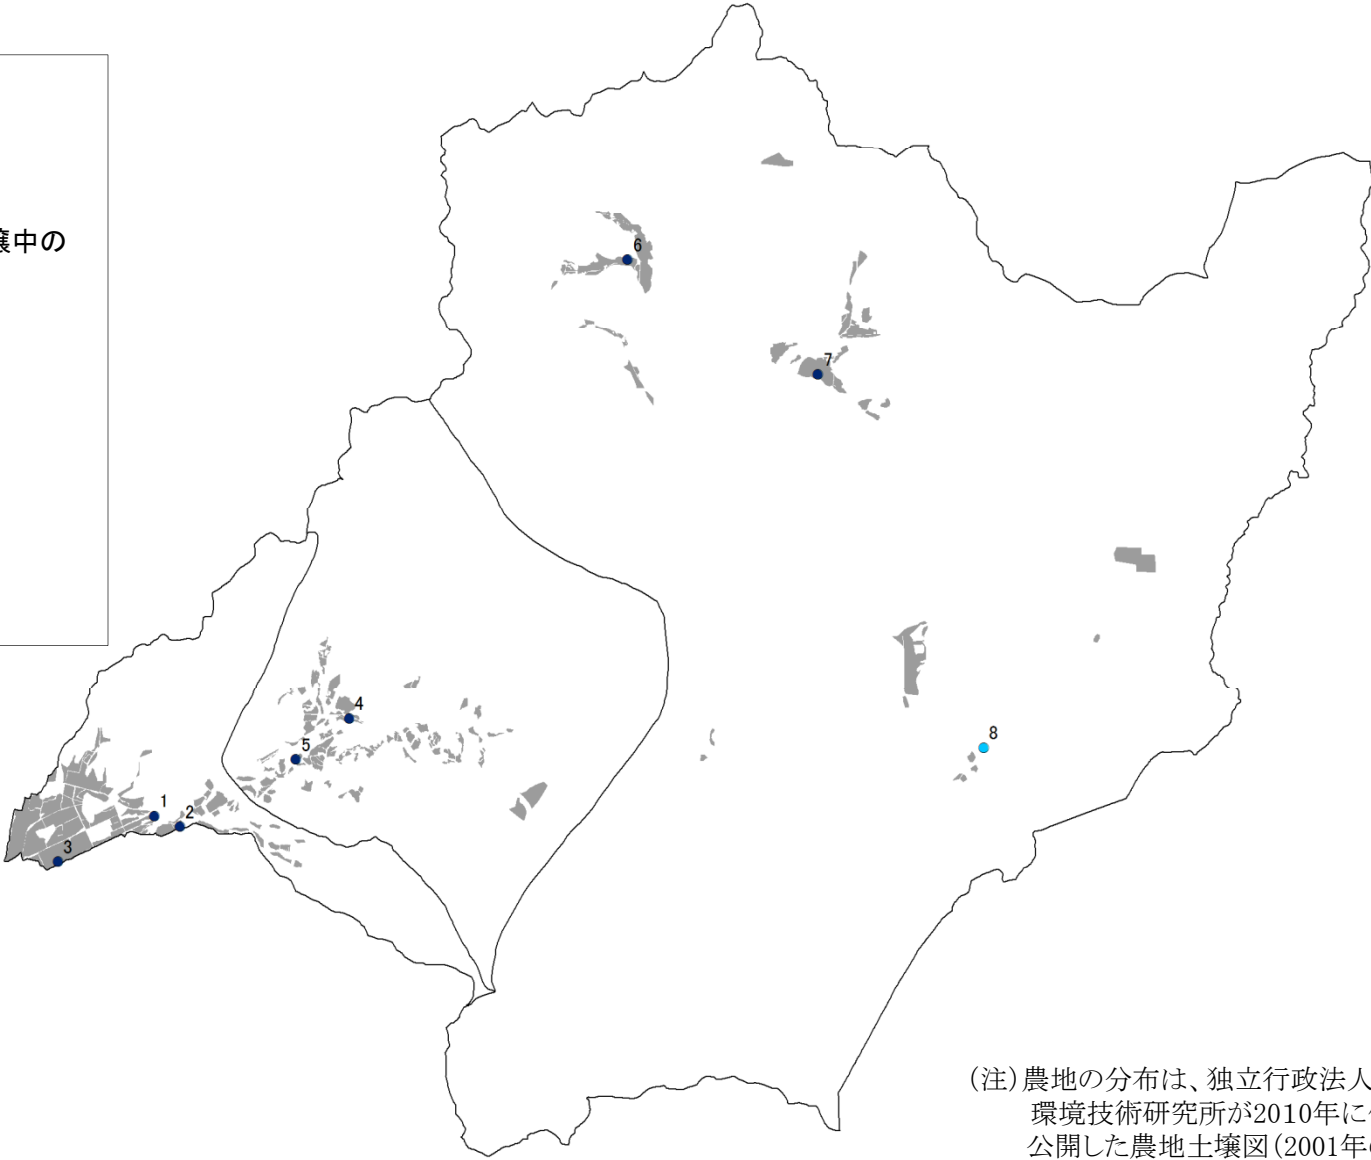 壌中の
6
7
4
5
8
1
2
3
(注)農地の分布は、独立行政法人
環境技術研究所が2010年に
公開した農地土壌図(2001年